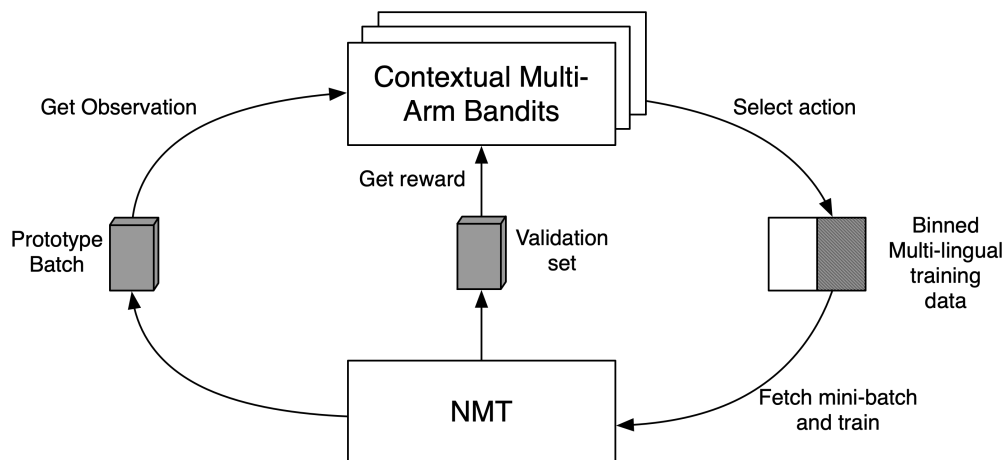 Contextual Multi-
Arm Bandits
Get Observation
Select action
Get reward
Prototype
Batch
Validation
set
Binned
Multi-lingual
training
data
NMT
Fetch mini-batch
and train